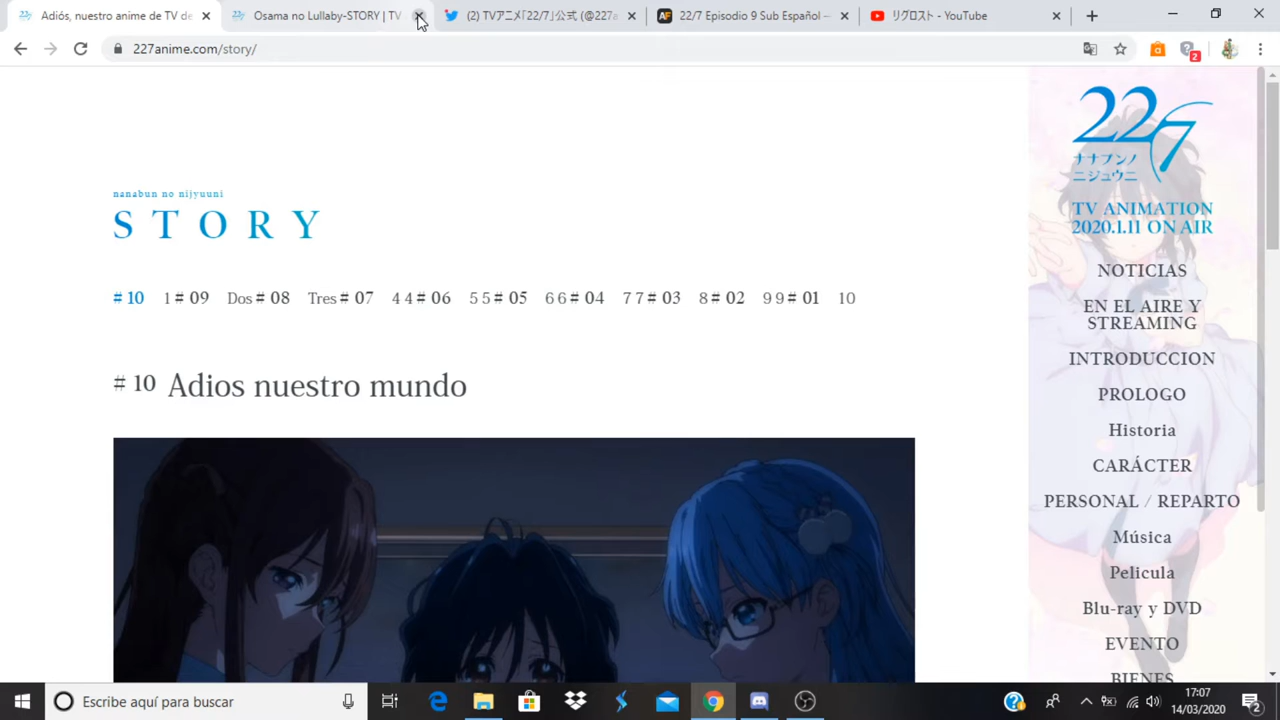 Adiós, nuestro anime de TV de
Osama no Lullaby-STORY | TV
(2) TVアニメ「22/7」公式 (@227a
22/7 Episodio 9 Sub Español —
リグロスト - YouTube
227anime.com/story/
2
nanabun no nijyuuni
STORY
# 10 1 # 09 Dos # 08 Tres # 07 4 4 # 06 5 5 # 05 6 6 # 04 7 7 # 03 8 # 02 9 9 # 01 10
# 10 Adios nuestro mundo
22/7
ナナブンノ
ニジュウニ
TV ANIMATION
2020.1.11 ON AIR
NOTICIAS
EN EL AIRE Y
STREAMING
INTRODUCCION
PROLOGO
Historia
CARÁCTER
PERSONAL / REPARTO
Música
Pelicula
Blu-ray y DVD
EVENTO
BIENES
Escribe aquí para buscar
17:07
14/03/2020
2